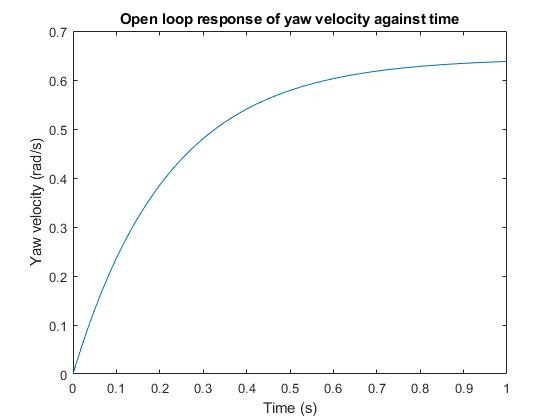 Open loop response of yaw velocity against time
0.7
0.6
0.5
0.4
0.3
0.2
0.1
0
Yaw velocity (rad/s)
0 0.1 0.2 0.3 0.4 0.5 0.6 0.7 0.8 0.9 1
Time (s)